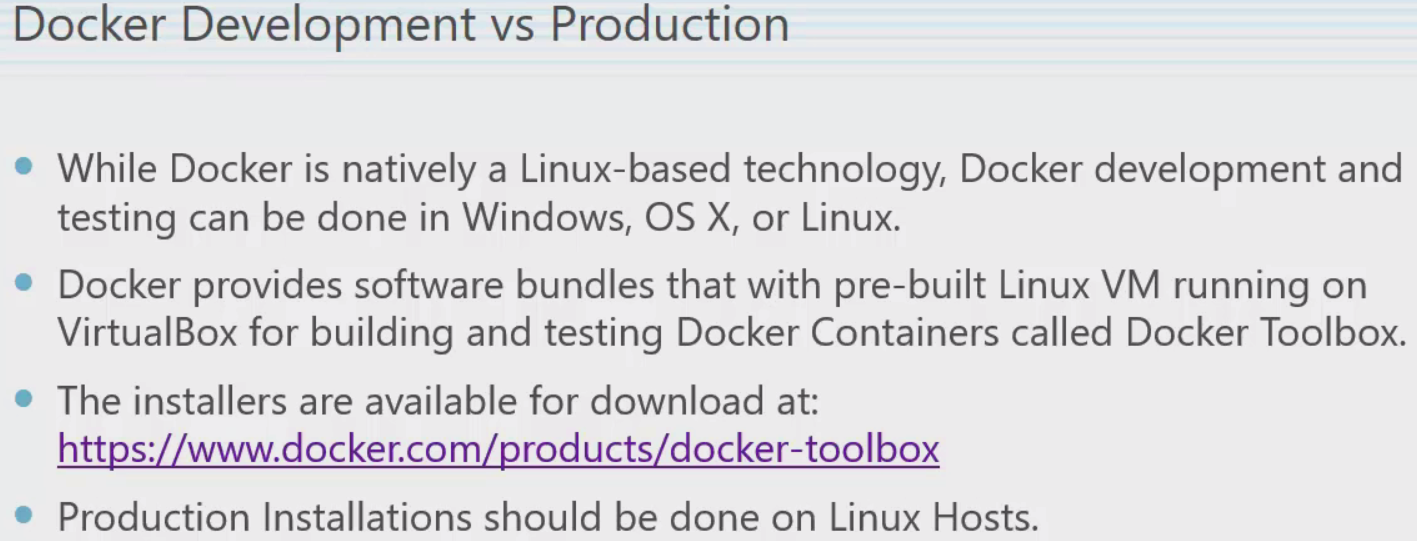 Docker Development vs Production
While Docker is natively a Linux-based technology, Docker development and
testing can be done in Windows, OS X, or Linux.
Docker provides software bundles that with pre-built Linux VM running on
VirtualBox for building and testing Docker Containers called Docker Toolbox.
The installers are available for download at:
https://www.docker.com/products/docker-toolbox
Production Installations should be done on Linux Hosts.